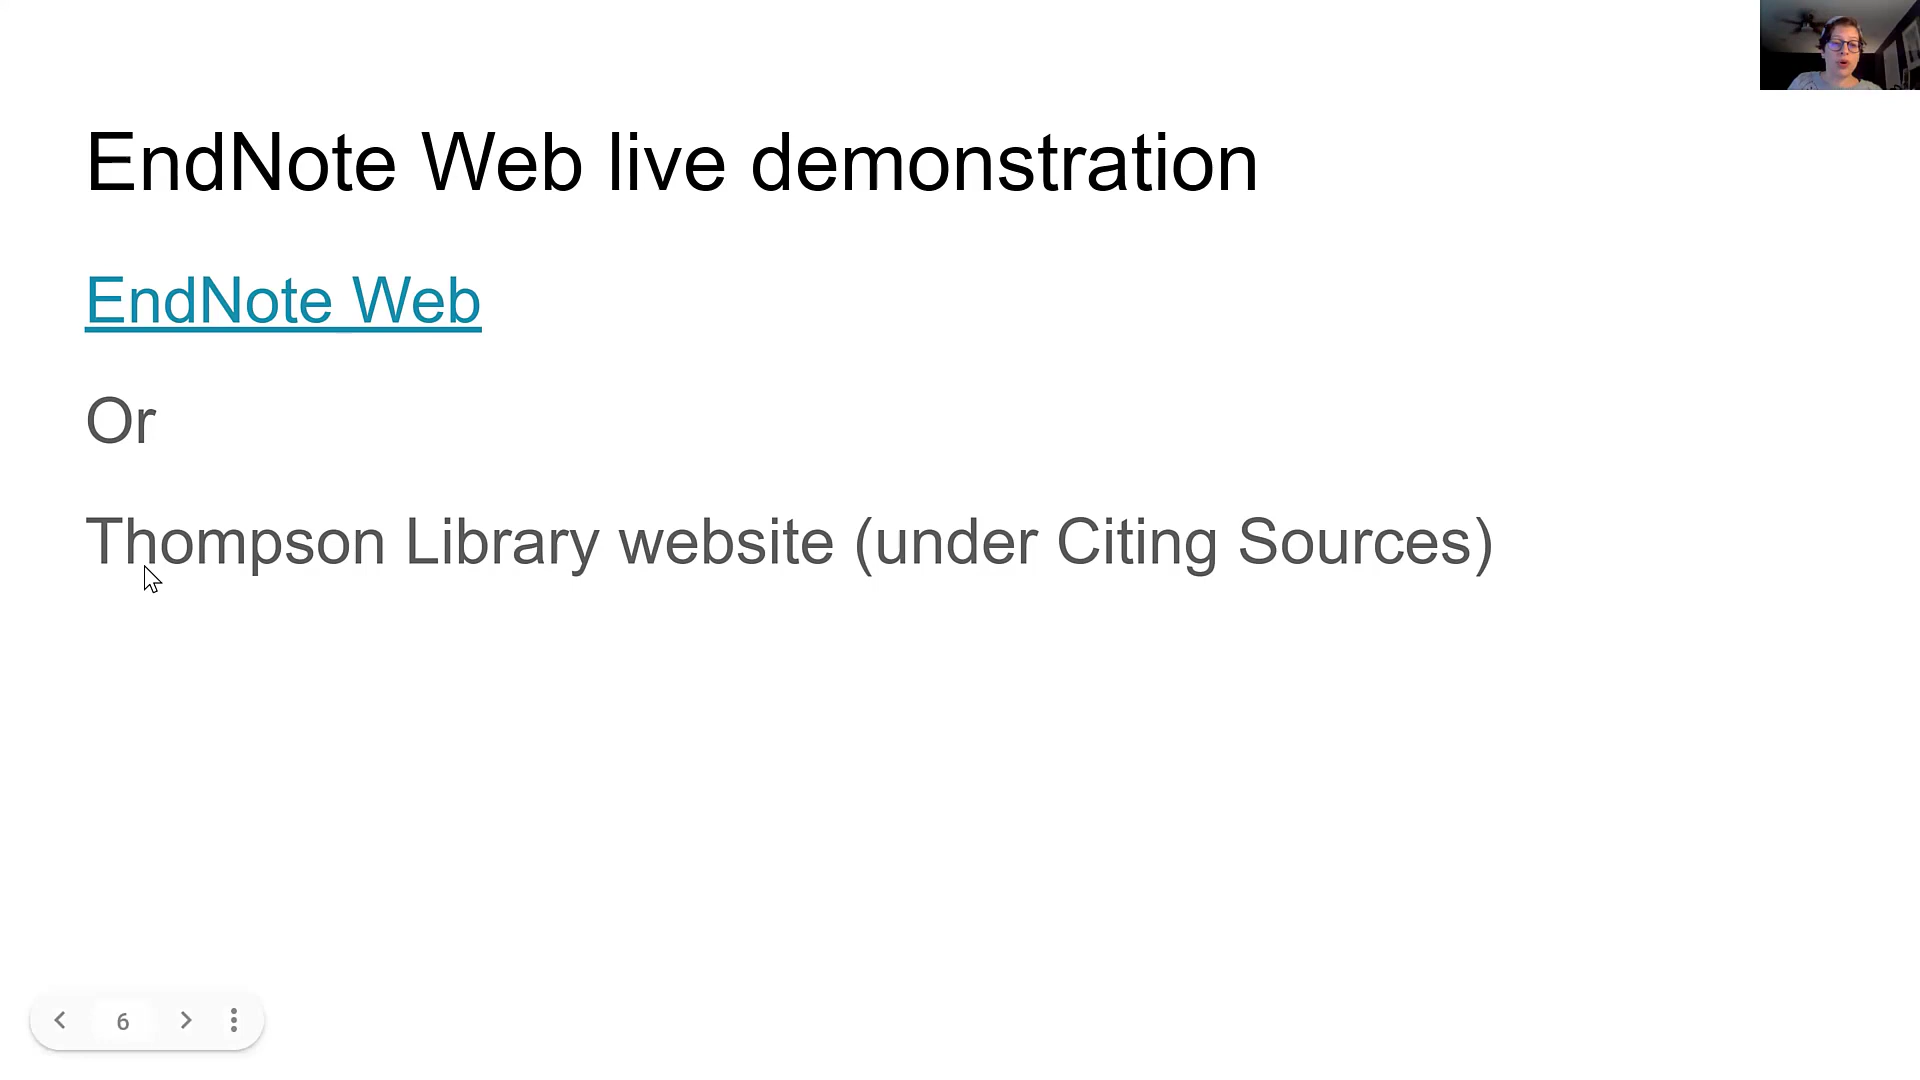 EndNote Web live demonstration
EndNote Web
Or
Thompson Library website (under Citing Sources)
6